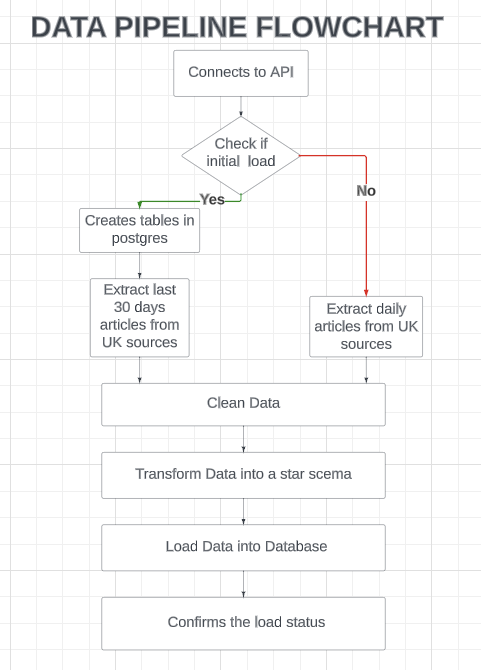 DATA PIPELINE FLOWCHART
Connects to API
Check if
initial load
Yes
No
Creates tables in
postgres
Extract last
30 days
articles from
UK sources
Extract daily
articles from UK
sources
Clean Data
Transform Data into a star scema
Load Data into Database
Confirms the load status